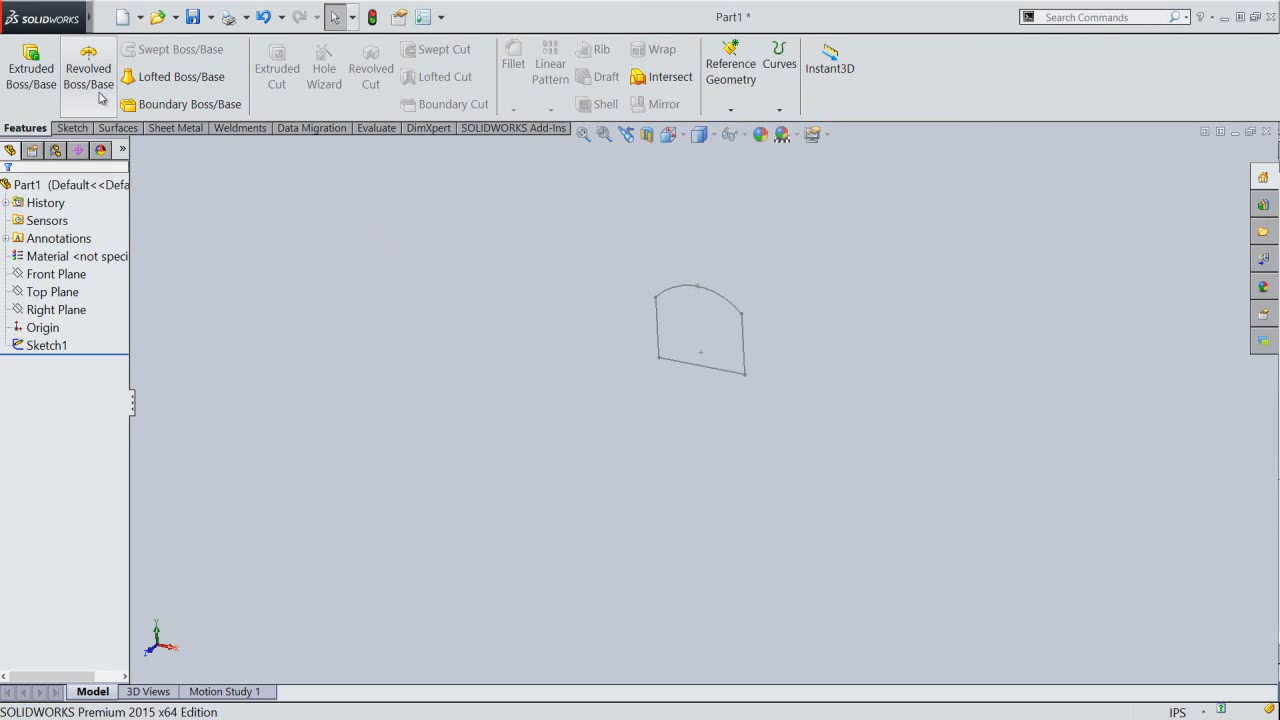 SOLIDWORKS
Part1 *
Search Commands
Extruded Boss/Base
Revolved Boss/Base
Swept Boss/Base
Lofted Boss/Base
Boundary Boss/Base
Extruded Cut
Hole Wizard
Revolved Cut
Swept Cut
Lofted Cut
Boundary Cut
Fillet
Linear Pattern
Rib
Draft
Shell
Wrap
Intersect
Mirror
Reference Geometry
Curves
Instant3D
Features
Sketch
Surfaces
Sheet Metal
Weldments
Data Migration
Evaluate
DimXpert
SOLIDWORKS Add-Ins
Part1 (Default<<Defa
History
Sensors
Annotations
Material <not speci
Front Plane
Top Plane
Right Plane
Origin
Sketch1
Y
X
Z
Model
3D Views
Motion Study 1
SOLIDWORKS Premium 2015 x64 Edition
IPS